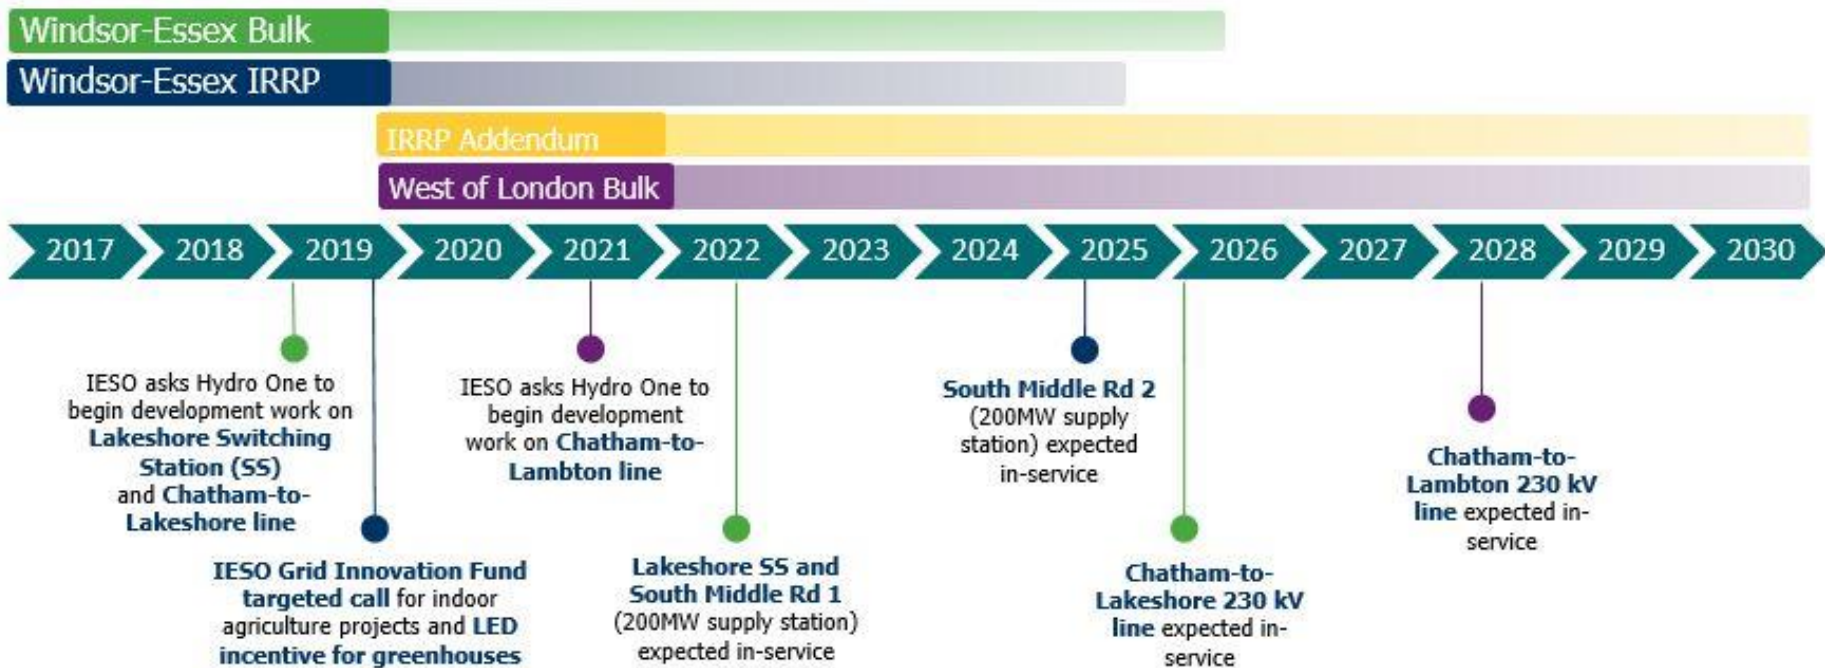 Windsor-Essex Bulk
Windsor-Essex IRRP
IRRP Addendum
West of London Bulk
2017 2018 2019 2020 2021 2022 2023 2024 2025 2026 2027 2028 2029 2030
IESO asks Hydro One to
begin development work on
Lakeshore Switching
Station (SS)
and Chatham-to-
Lakeshore line
IESO Grid Innovation Fund
targeted call for indoor
agriculture projects and LED
incentive for greenhouses
IESO asks Hydro One to
begin development
work on Chatham-to-
Lambton line
Lakeshore SS and
South Middle Rd 1
(200MW supply station)
expected in-service
South Middle Rd 2
(200MW supply
station) expected
in-service
Chatham-to-
Lakeshore 230 kV
line expected in-
service
Chatham-to-
Lambton 230 kV
line expected in-
service